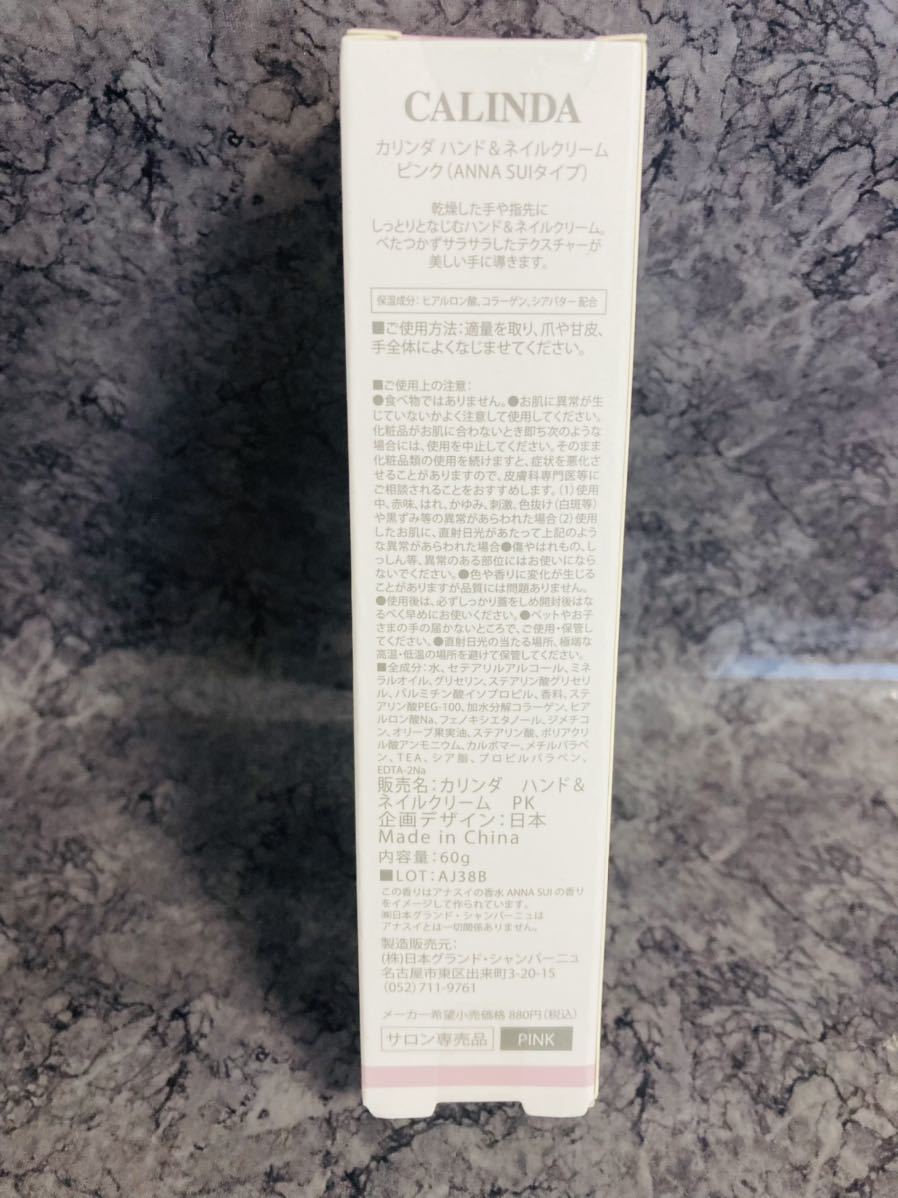 CALINDA
カリンダ ハンド＆ネイルクリーム
ピンク（ANNA SUIタイプ）
乾燥した手や指先に
しっとりとなじむハンド＆ネイルクリーム。
べたつかずサラサラしたテクスチャーが
美しい手に導きます。
保湿成分：ヒアルロン酸、コラーゲン、シアバター 配合
■ご使用方法：適量を取り、爪や甘皮、
手全体によくなじませてください。
■ご使用上の注意：
●食べ物ではありません。●お肌に異常が生
じていないかよく注意して使用してください。
化粧品がお肌に合わないとき即ち次のような
場合には、使用を中止してください。そのまま
化粧品類の使用を続けますと、症状を悪化さ
せることがありますので、皮膚科専門医等に
ご相談されることをおすすめします。（1）使用
中、赤味、はれ、かゆみ、刺激、色抜け（白斑等）
や黒ずみ等の異常があらわれた場合（2）使用
したお肌に、直射日光があたって上記のよう
な異常があらわれた場合●傷やはれもの、し
っしん等、異常のある部位にはお使いになら
ないでください。●色や香りに変化が生じる
ことがありますが品質には問題ありません。
●使用後は、必ずしっかり蓋をしめ開封後はな
るべく早めにお使いください。●ペットやお子
さまの手の届かないところで、ご使用・保管し
てください。●直射日光の当たる場所、極端な
高温・低温の場所を避けて保管してください。
■全成分：水、セテアリルアルコール、ミネ
ラルオイル、グリセリン、ステアリン酸グリセリ
ル、パルミチン酸イソプロピル、香料、ステ
アリン酸PEG-100、加水分解コラーゲン、ヒア
ルロン酸Na、フェノキシエタノール、ジメチコ
ン、オリーブ果実油、ステアリン酸、ポリアクリ
ル酸アンモニウム、カルボマー、メチルパラベ
ン、TEA、シア脂、プロピルパラベン、
EDTA-2Na
販売名：カリンダ　ハンド＆
ネイルクリーム　PK
企画デザイン：日本
Made in China
内容量：60g
■LOT：AJ38B
この香りはアナスイの香水 ANNA SUI の香り
をイメージして作られています。
㈱日本グランド・シャンパーニュは
アナスイとは一切関係ありません。
製造販売元：
(株)日本グランド・シャンパーニュ
名古屋市東区出来町3-20-15
（052）711-9761
メーカー希望小売価格 880円（税込）
サロン専売品 PINK